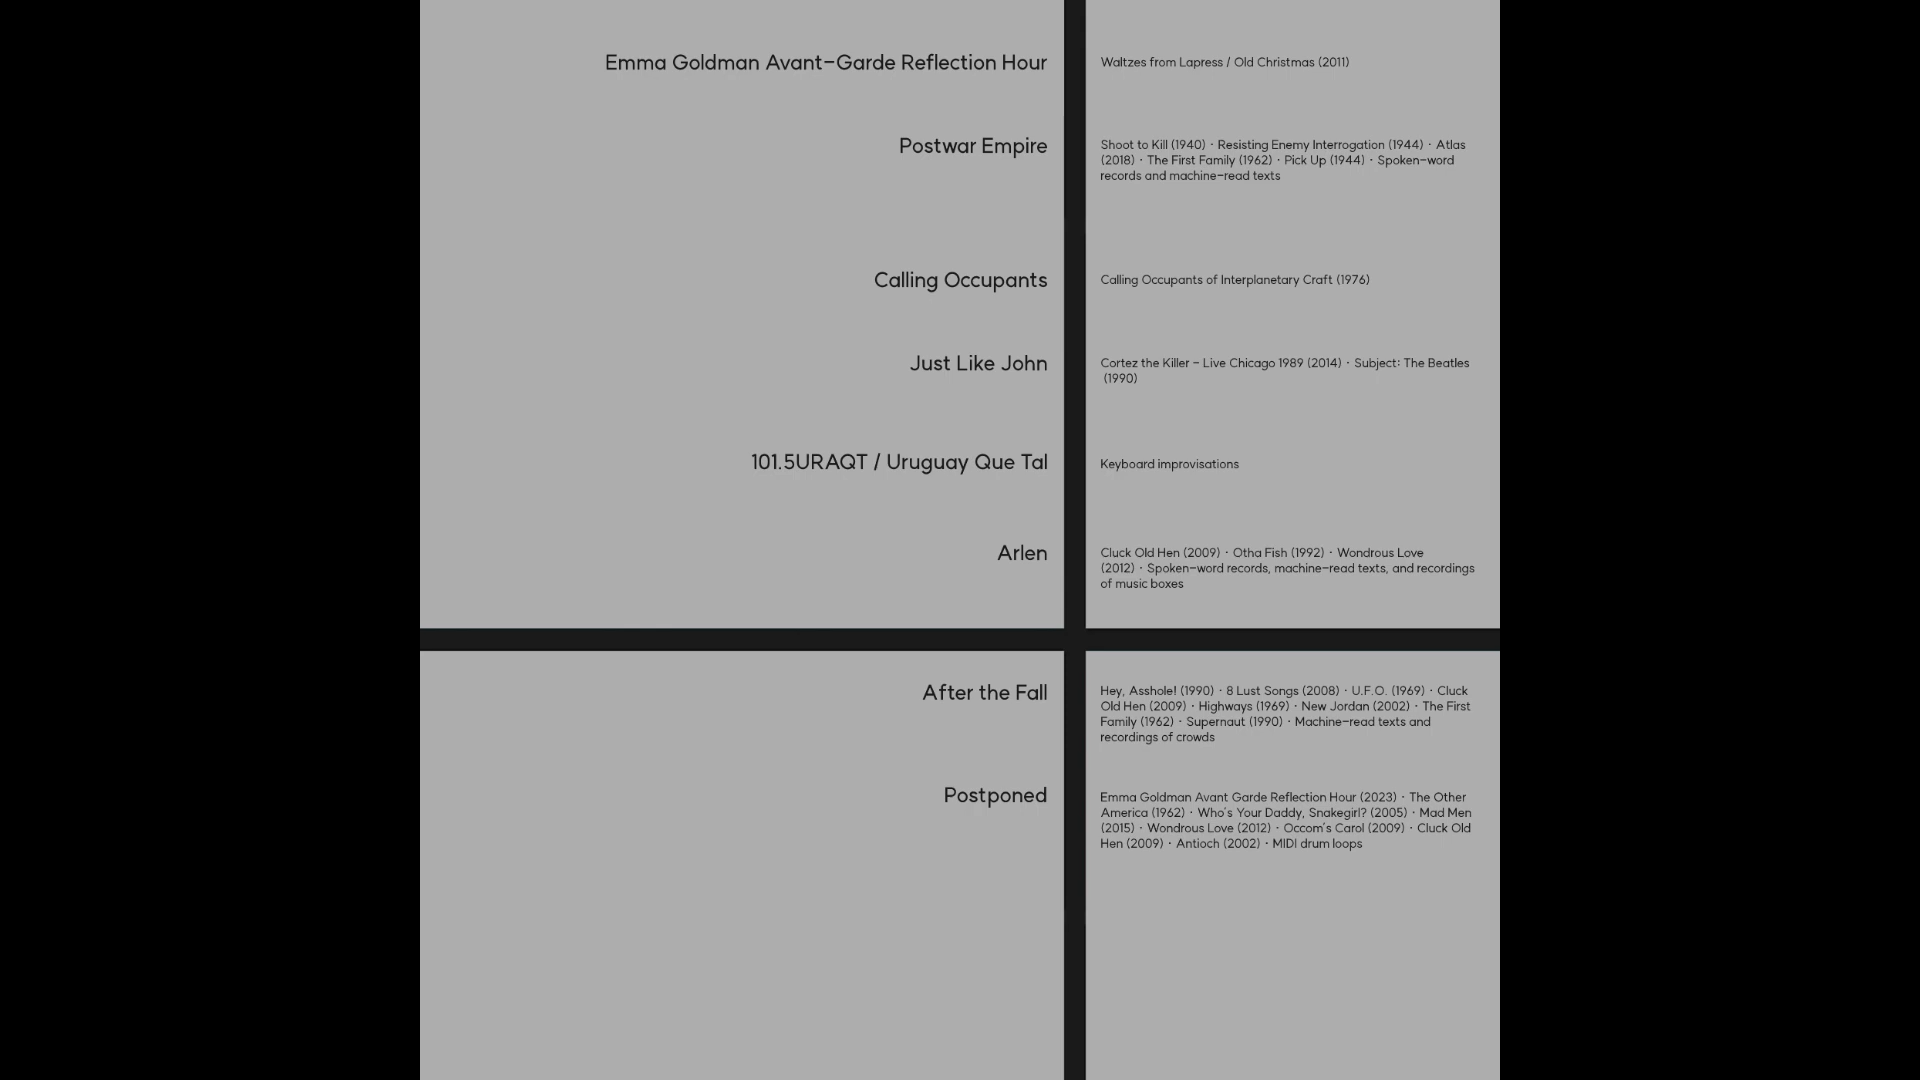 Emma Goldman Avant-Garde Reflection Hour
Waltzes from Lapress / Old Christmas (2011)
Postwar Empire
Shoot to Kill (1940) · Resisting Enemy Interrogation (1944) · Atlas
(2018) · The First Family (1962) · Pick Up (1944) · Spoken-word
records and machine-read texts
Calling Occupants
Calling Occupants of Interplanetary Craft (1976)
Just Like John
Cortez the Killer - Live Chicago 1989 (2014) · Subject: The Beatles
(1990)
101.5URAQT / Uruguay Que Tal
Keyboard improvisations
Arlen
Cluck Old Hen (2009) · Otha Fish (1992) · Wondrous Love
(2012) · Spoken-word records, machine-read texts, and recordings
of music boxes
After the Fall
Hey, Asshole! (1990) · 8 Lust Songs (2008) · U.F.O. (1969) · Cluck
Old Hen (2009) · Highways (1969) · New Jordan (2002) · The First
Family (1962) · Supernaut (1990) · Machine-read texts and
recordings of crowds
Postponed
Emma Goldman Avant Garde Reflection Hour (2023) · The Other
America (1962) · Who's Your Daddy, Snakegirl? (2005) · Mad Men
(2015) · Wondrous Love (2012) · Occom's Carol (2009) · Cluck Old
Hen (2009) · Antioch (2002) · MIDI drum loops